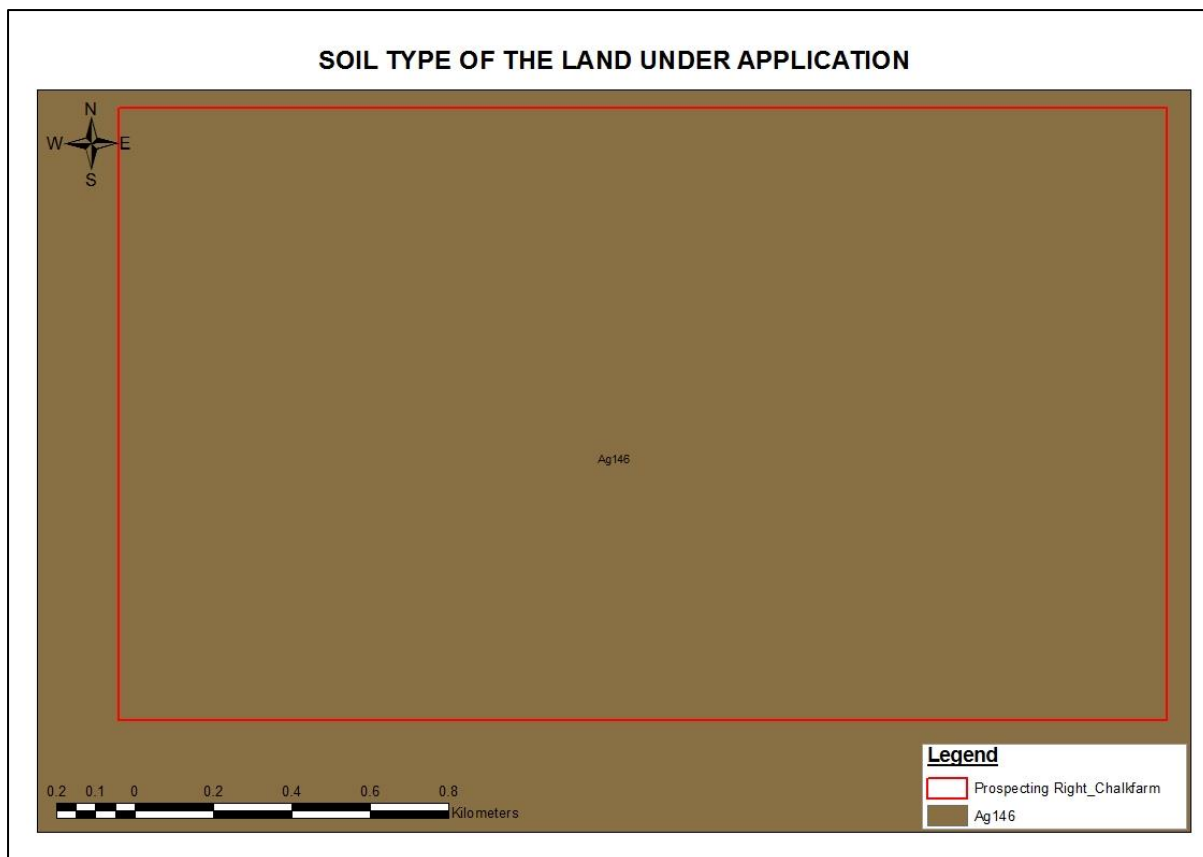 SOIL TYPE OF THE LAND UNDER APPLICATION
N
W E
S
Ag146
0.2 0.1 0 0.2 0.4 0.6 0.8
Kilometers
Legend
Prospecting Right_Chalkfarm
Ag146